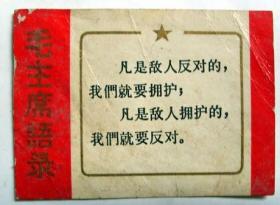 毛主席語录
凡是敌人反对的，
我們就要拥护；
凡是敌人拥护的，
我們就要反对。